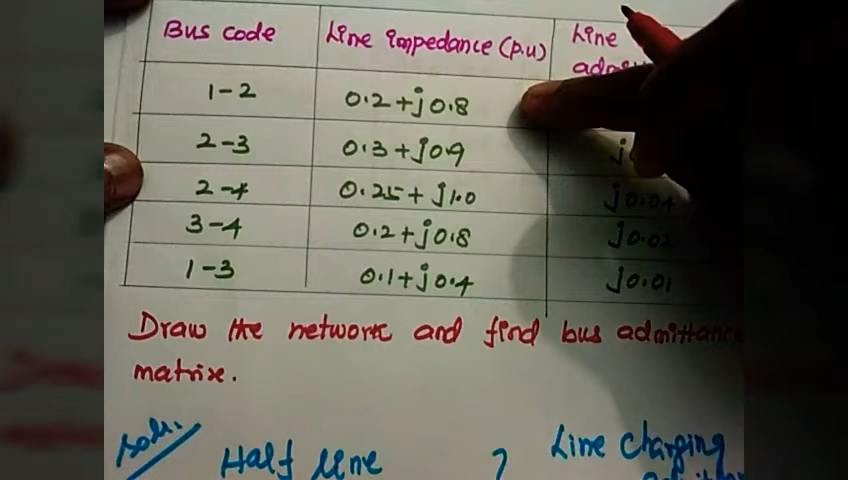 Bus code Line impedance (p.u) Line
1-2 0.2+j0.8
2-3 0.3+j0.9 j
2-4 0.25+j1.0 j0.04
3-4 0.2+j0.8 j0.02
1-3 0.1+j0.4 j0.01
Draw the network and find bus admittance
matrix.
Soln.
Half line Line charging